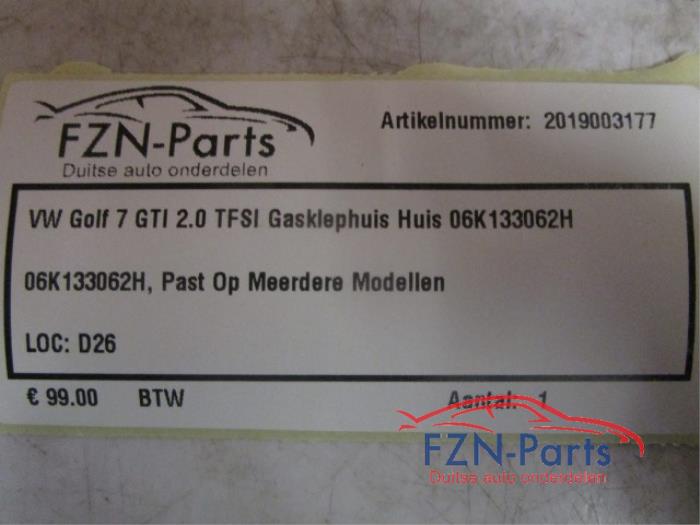 FZN-Parts
Duitse auto onderdelen
Artikelnummer: 2019003177
VW Golf 7 GTI 2.0 TFSI Gasklephuis Huis 06K133062H
06K133062H, Past Op Meerdere Modellen
LOC: D26
€ 99.00 BTW Aantal: 1
FZN-Parts
Duitse auto onderdelen